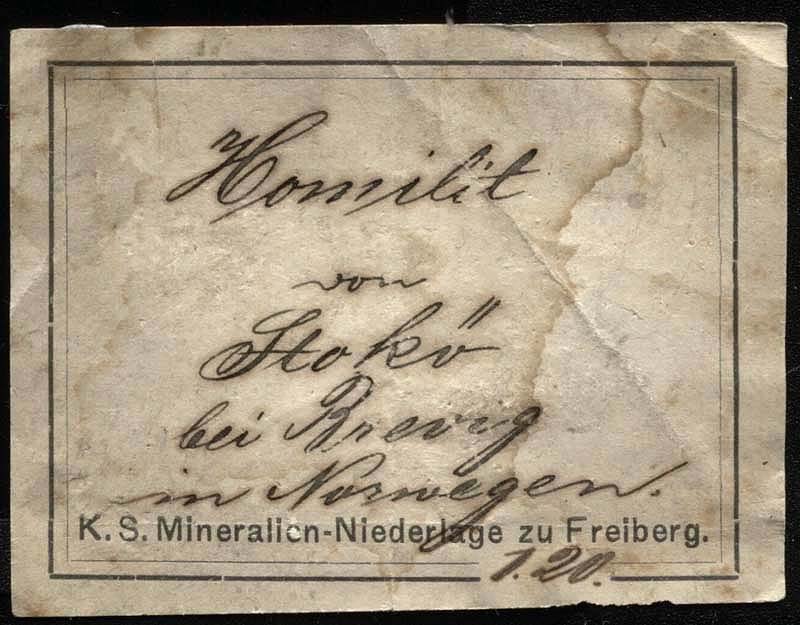 Homilit
von
Stokö
bei Brevig
in Norwegen.
K. S. Mineralien-Niederlage zu Freiberg.
1.20.